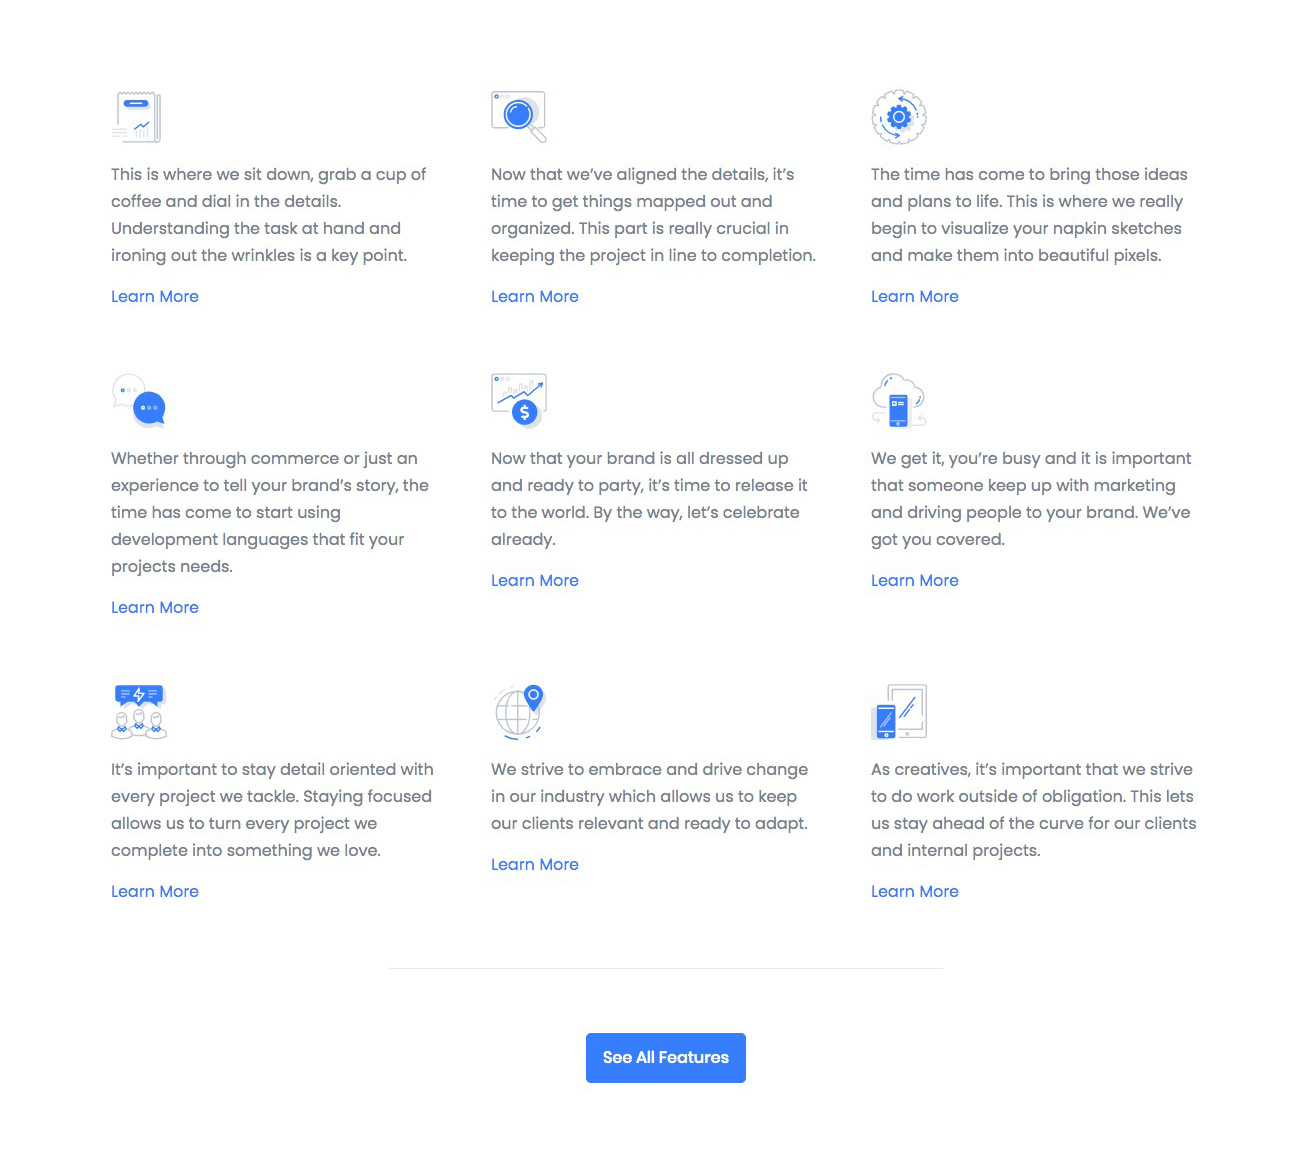 This is where we sit down, grab a cup of
coffee and dial in the details.
Understanding the task at hand and
ironing out the wrinkles is a key point.
Learn More
Now that we’ve aligned the details, it’s
time to get things mapped out and
organized. This part is really crucial in
keeping the project in line to completion.
Learn More
The time has come to bring those ideas
and plans to life. This is where we really
begin to visualize your napkin sketches
and make them into beautiful pixels.
Learn More
Whether through commerce or just an
experience to tell your brand’s story, the
time has come to start using
development languages that fit your
projects needs.
Learn More
$
Now that your brand is all dressed up
and ready to party, it’s time to release it
to the world. By the way, let’s celebrate
already.
Learn More
We get it, you’re busy and it is important
that someone keep up with marketing
and driving people to your brand. We’ve
got you covered.
Learn More
It’s important to stay detail oriented with
every project we tackle. Staying focused
allows us to turn every project we
complete into something we love.
Learn More
We strive to embrace and drive change
in our industry which allows us to keep
our clients relevant and ready to adapt.
Learn More
As creatives, it’s important that we strive
to do work outside of obligation. This lets
us stay ahead of the curve for our clients
and internal projects.
Learn More
See All Features